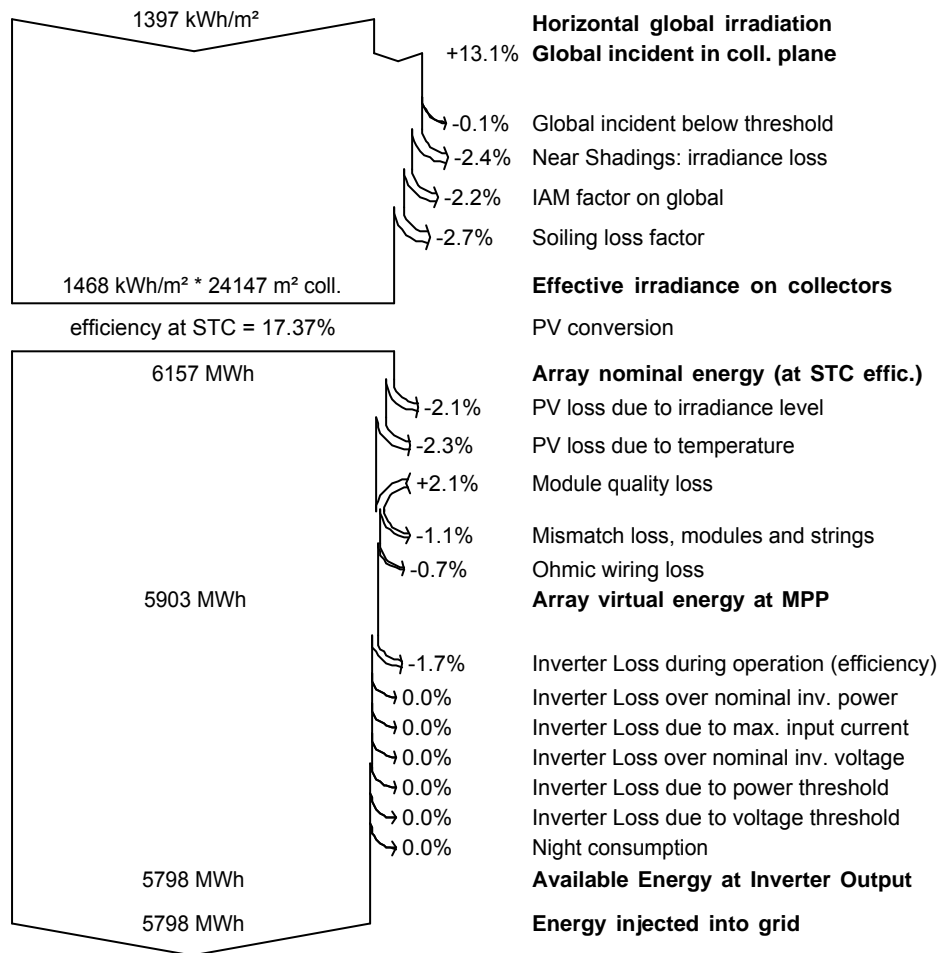 1397 kWh/m² Horizontal global irradiation
+13.1% Global incident in coll. plane
-0.1% Global incident below threshold
-2.4% Near Shadings: irradiance loss
-2.2% IAM factor on global
-2.7% Soiling loss factor
1468 kWh/m² * 24147 m² coll. Effective irradiance on collectors
efficiency at STC = 17.37% PV conversion
6157 MWh Array nominal energy (at STC effic.)
-2.1% PV loss due to irradiance level
-2.3% PV loss due to temperature
+2.1% Module quality loss
-1.1% Mismatch loss, modules and strings
-0.7% Ohmic wiring loss
5903 MWh Array virtual energy at MPP
-1.7% Inverter Loss during operation (efficiency)
0.0% Inverter Loss over nominal inv. power
0.0% Inverter Loss due to max. input current
0.0% Inverter Loss over nominal inv. voltage
0.0% Inverter Loss due to power threshold
0.0% Inverter Loss due to voltage threshold
0.0% Night consumption
5798 MWh Available Energy at Inverter Output
5798 MWh Energy injected into grid